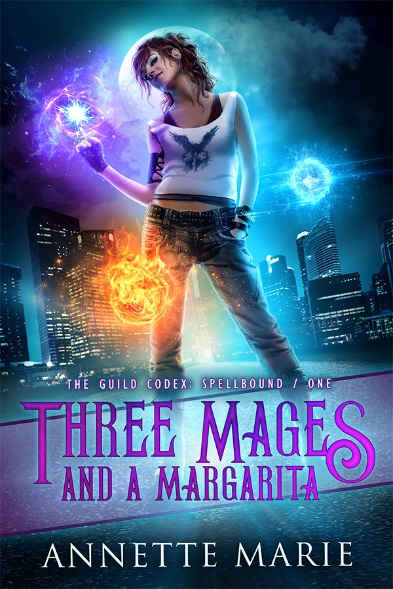 THE GUILD CODEX: SPELLBOUND / ONE
THREE MAGES
AND A MARGARITA
ANNETTE MARIE